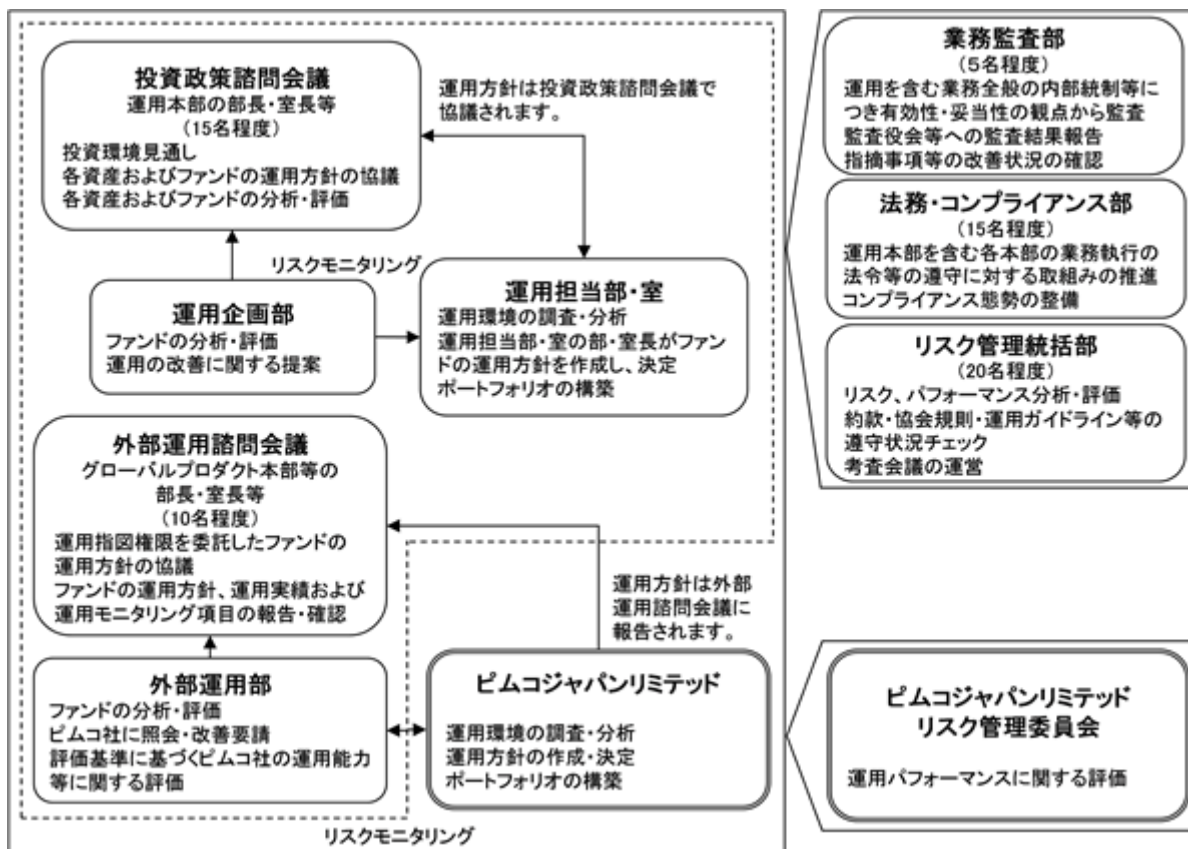 投資政策諮問会議
運用本部の部長・室長等
(15名程度)
投資環境見通し
各資産およびファンドの運用方針の協議
各資産およびファンドの分析・評価
運用方針は投資政策諮問会議で
協議されます。
リスクモニタリング
運用企画部
ファンドの分析・評価
運用の改善に関する提案
運用担当部・室
運用環境の調査・分析
運用担当部・室の部・室長がファン
ドの運用方針を作成し、決定
ポートフォリオの構築
外部運用諮問会議
グローバルプロダクト本部等の
部長・室長等
(10名程度)
運用指図権限を委託したファンドの
運用方針の協議
ファンドの運用方針、運用実績および
運用モニタリング項目の報告・確認
運用方針は外部
運用諮問会議に
報告されます。
外部運用部
ファンドの分析・評価
ピムコ社に照会・改善要請
評価基準に基づくピムコ社の運用能力
等に関する評価
ピムコジャパンリミテッド
運用環境の調査・分析
運用方針の作成・決定
ポートフォリオの構築
リスクモニタリング
業務監査部
(5名程度)
運用を含む業務全般の内部統制等に
つき有効性・妥当性の観点から監査
監査役会等への監査結果報告
指摘事項等の改善状況の確認
法務・コンプライアンス部
(15名程度)
運用本部を含む各本部の業務執行の
法令等の遵守に対する取組みの推進
コンプライアンス態勢の整備
リスク管理統括部
(20名程度)
リスク、パフォーマンス分析・評価
約款・協会規則・運用ガイドライン等の
遵守状況チェック
考査会議の運営
ピムコジャパンリミテッド
リスク管理委員会
運用パフォーマンスに関する評価